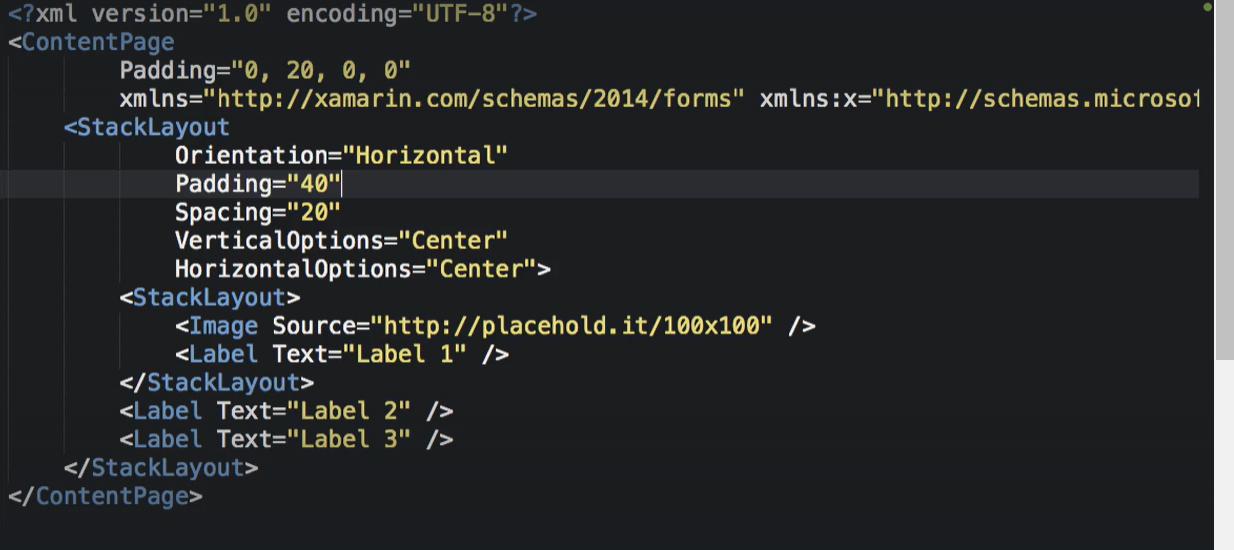 <?xml version="1.0" encoding="UTF-8"?>
<ContentPage
Padding="0, 20, 0, 0"
xmlns="http://xamarin.com/schemas/2014/forms" xmlns:x="http://schemas.microsof
<StackLayout
Orientation="Horizontal"
Padding="40"
Spacing="20"
VerticalOptions="Center"
HorizontalOptions="Center">
<StackLayout>
<Image Source="http://placehold.it/100x100" />
<Label Text="Label 1" />
</StackLayout>
<Label Text="Label 2" />
<Label Text="Label 3" />
</StackLayout>
</ContentPage>